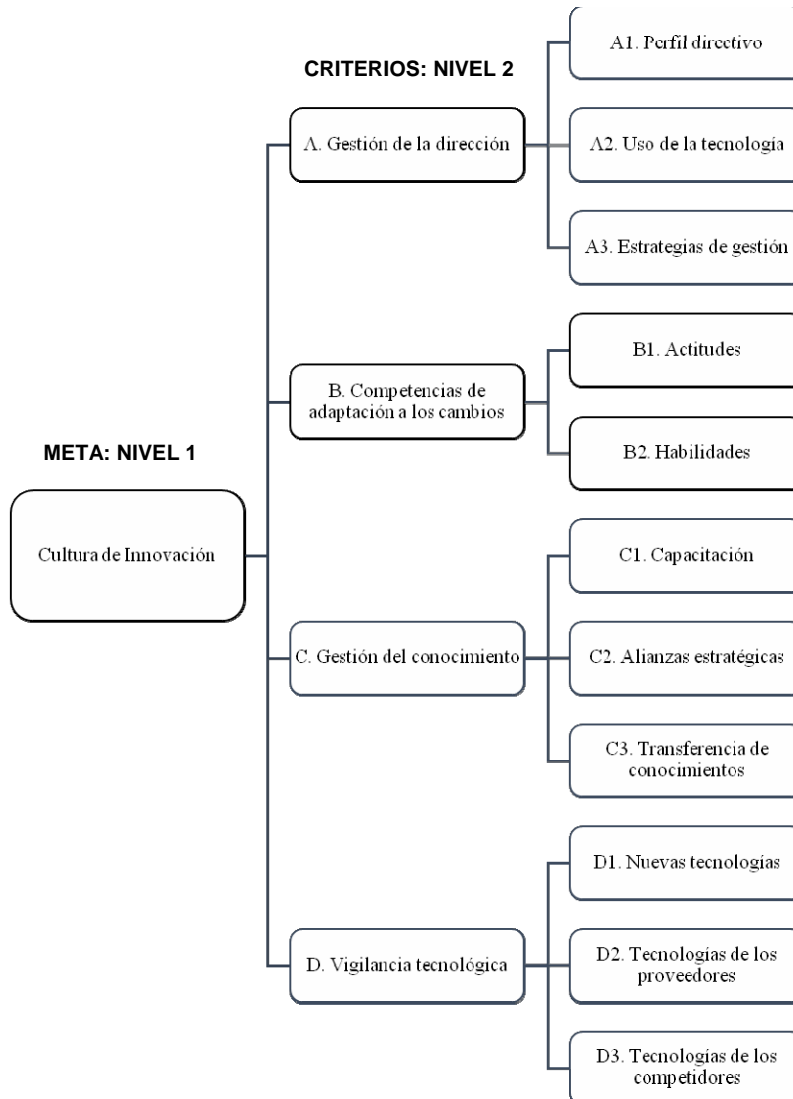 A1. Perfil directivo
CRITERIOS: NIVEL 2
A. Gestión de la dirección
A2. Uso de la tecnología
A3. Estrategias de gestión
B1. Actitudes
B. Competencias de
adaptación a los cambios
B2. Habilidades
META: NIVEL 1
Cultura de Innovación
C1. Capacitación
C. Gestión del conocimiento
C2. Alianzas estratégicas
C3. Transferencia de
conocimientos
D1. Nuevas tecnologías
D. Vigilancia tecnológica
D2. Tecnologías de los
proveedores
D3. Tecnologías de los
competidores